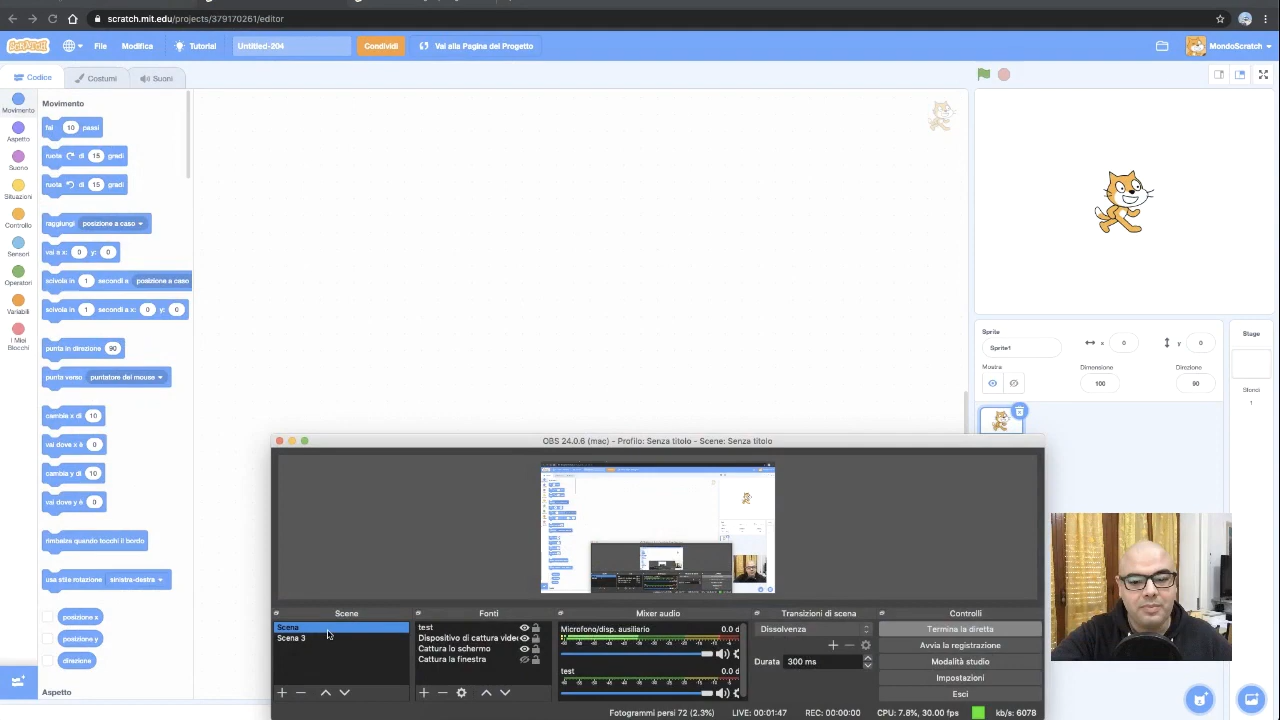 scratch.mit.edu/projects/379170261/editor
SCRATCH File Modifica Tutorial Untitled-204 Condividi Vai alla Pagina del Progetto MondoScratch
Codice Costumi Suoni
Movimento
Aspetto
Suono
Situazioni
Controllo
Sensori
Operatori
Variabili
I Miei
Blocchi
Movimento
fai 10 passi
ruota di 15 gradi
ruota di 15 gradi
raggiungi posizione a caso
vai a x: 0 y: 0
scivola in 1 secondi a posizione a caso
scivola in 1 secondi a x: 0 y: 0
punta in direzione 90
punta verso puntatore del mouse
cambia x di 10
vai dove x è 0
cambia y di 10
vai dove y è 0
rimbalza quando tocchi il bordo
usa stile rotazione sinistra-destra
posizione x
posizione y
direzione
Aspetto
Sprite
Sprite1 x 0 y 0
Mostra Dimensione Direzione
100 90
Stage
Sfondi
1
OBS 24.0.6 (mac) - Profilo: Senza titolo - Scene: Senza titolo
Scene Fonti Mixer audio Transizioni di scena Controlli
Scena
Scena 3
test
Dispositivo di cattura video
Cattura lo schermo
Cattura la finestra
Microfono/disp. ausiliario 0.0 d
test 0.0 d
Dissolvenza
Durata 300 ms
Termina la diretta
Avvia la registrazione
Modalità studio
Impostazioni
Esci
Fotogrammi persi 72 (2.3%) LIVE: 00:01:47 REC: 00:00:00 CPU: 7.8%, 30.00 fps kb/s: 6078